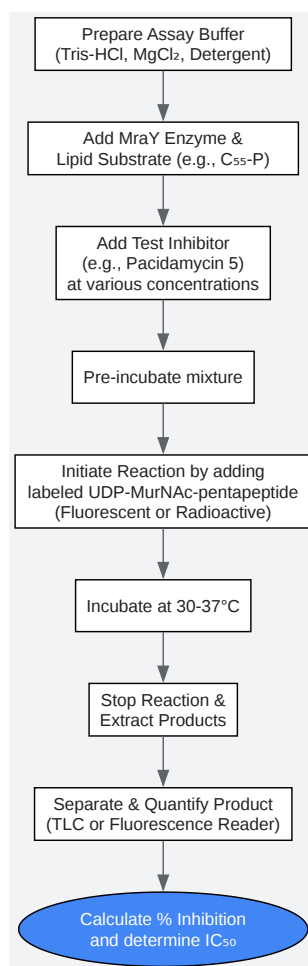 Prepare Assay Buffer
(Tris-HCl, MgCl₂, Detergent)
Add MraY Enzyme &
Lipid Substrate (e.g., C₅₅-P)
Add Test Inhibitor
(e.g., Pacidamycin 5)
at various concentrations
Pre-incubate mixture
Initiate Reaction by adding
labeled UDP-MurNAc-pentapeptide
(Fluorescent or Radioactive)
Incubate at 30-37°C
Stop Reaction &
Extract Products
Separate & Quantify Product
(TLC or Fluorescence Reader)
Calculate % Inhibition
and determine IC₅₀